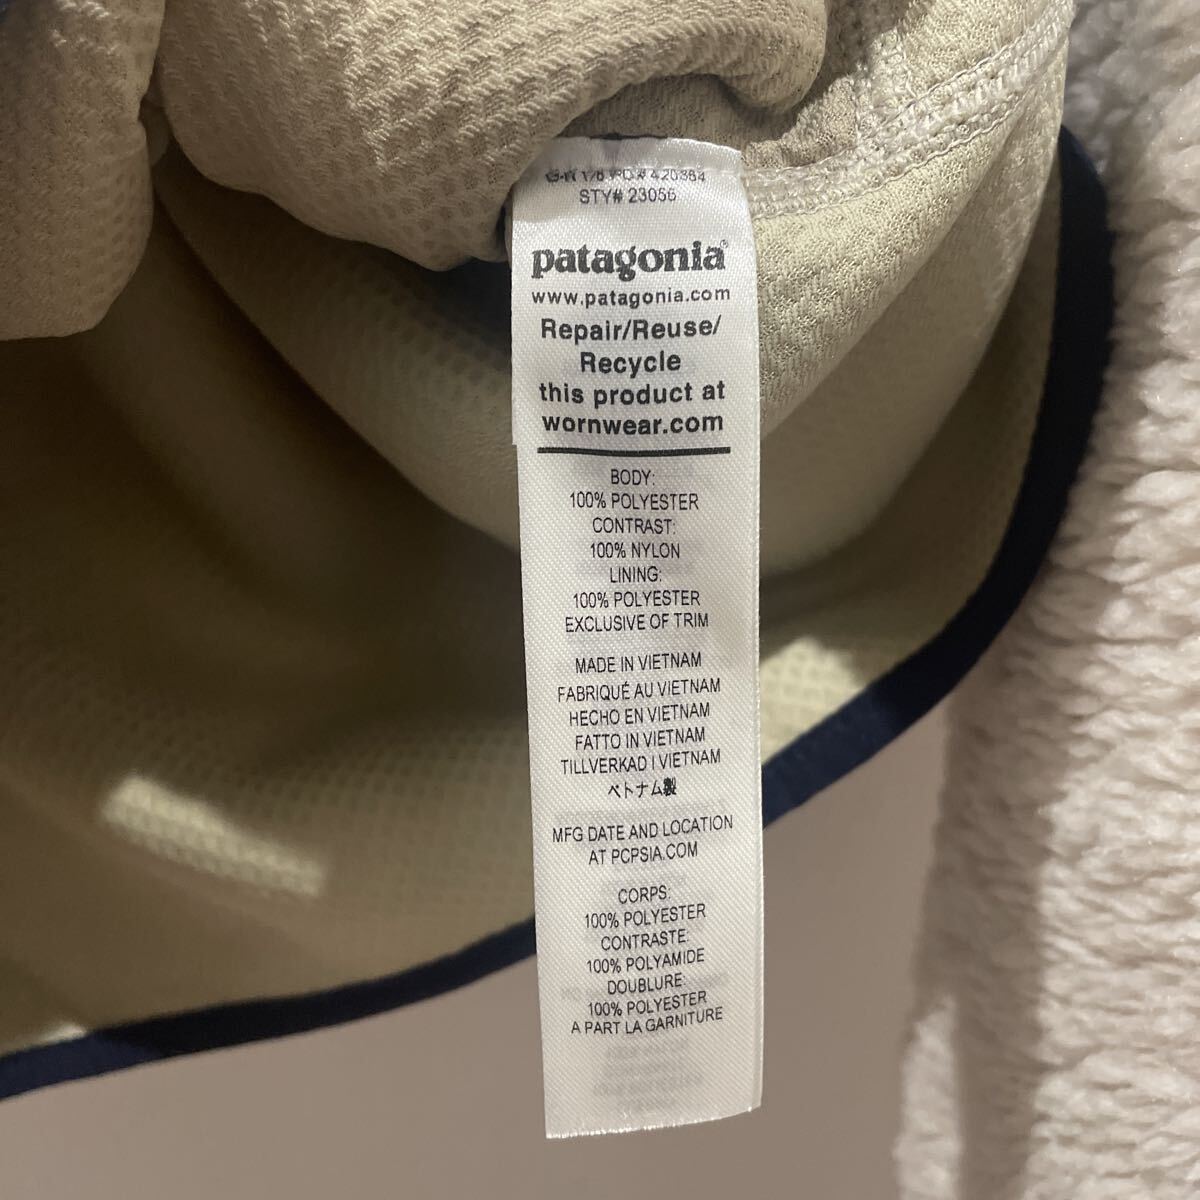 # 420384
STY# 23056
patagonia®
www.patagonia.com
Repair/Reuse/
Recycle
this product at
wornwear.com
BODY:
100% POLYESTER
CONTRAST:
100% NYLON
LINING:
100% POLYESTER
EXCLUSIVE OF TRIM
MADE IN VIETNAM
FABRIQUÉ AU VIETNAM
HECHO EN VIETNAM
FATTO IN VIETNAM
TILLVERKAD I VIETNAM
ベトナム製
MFG DATE AND LOCATION
AT PCPSIA.COM
CORPS:
100% POLYESTER
CONTRASTE:
100% POLYAMIDE
DOUBLURE:
100% POLYESTER
A PART LA GARNITURE